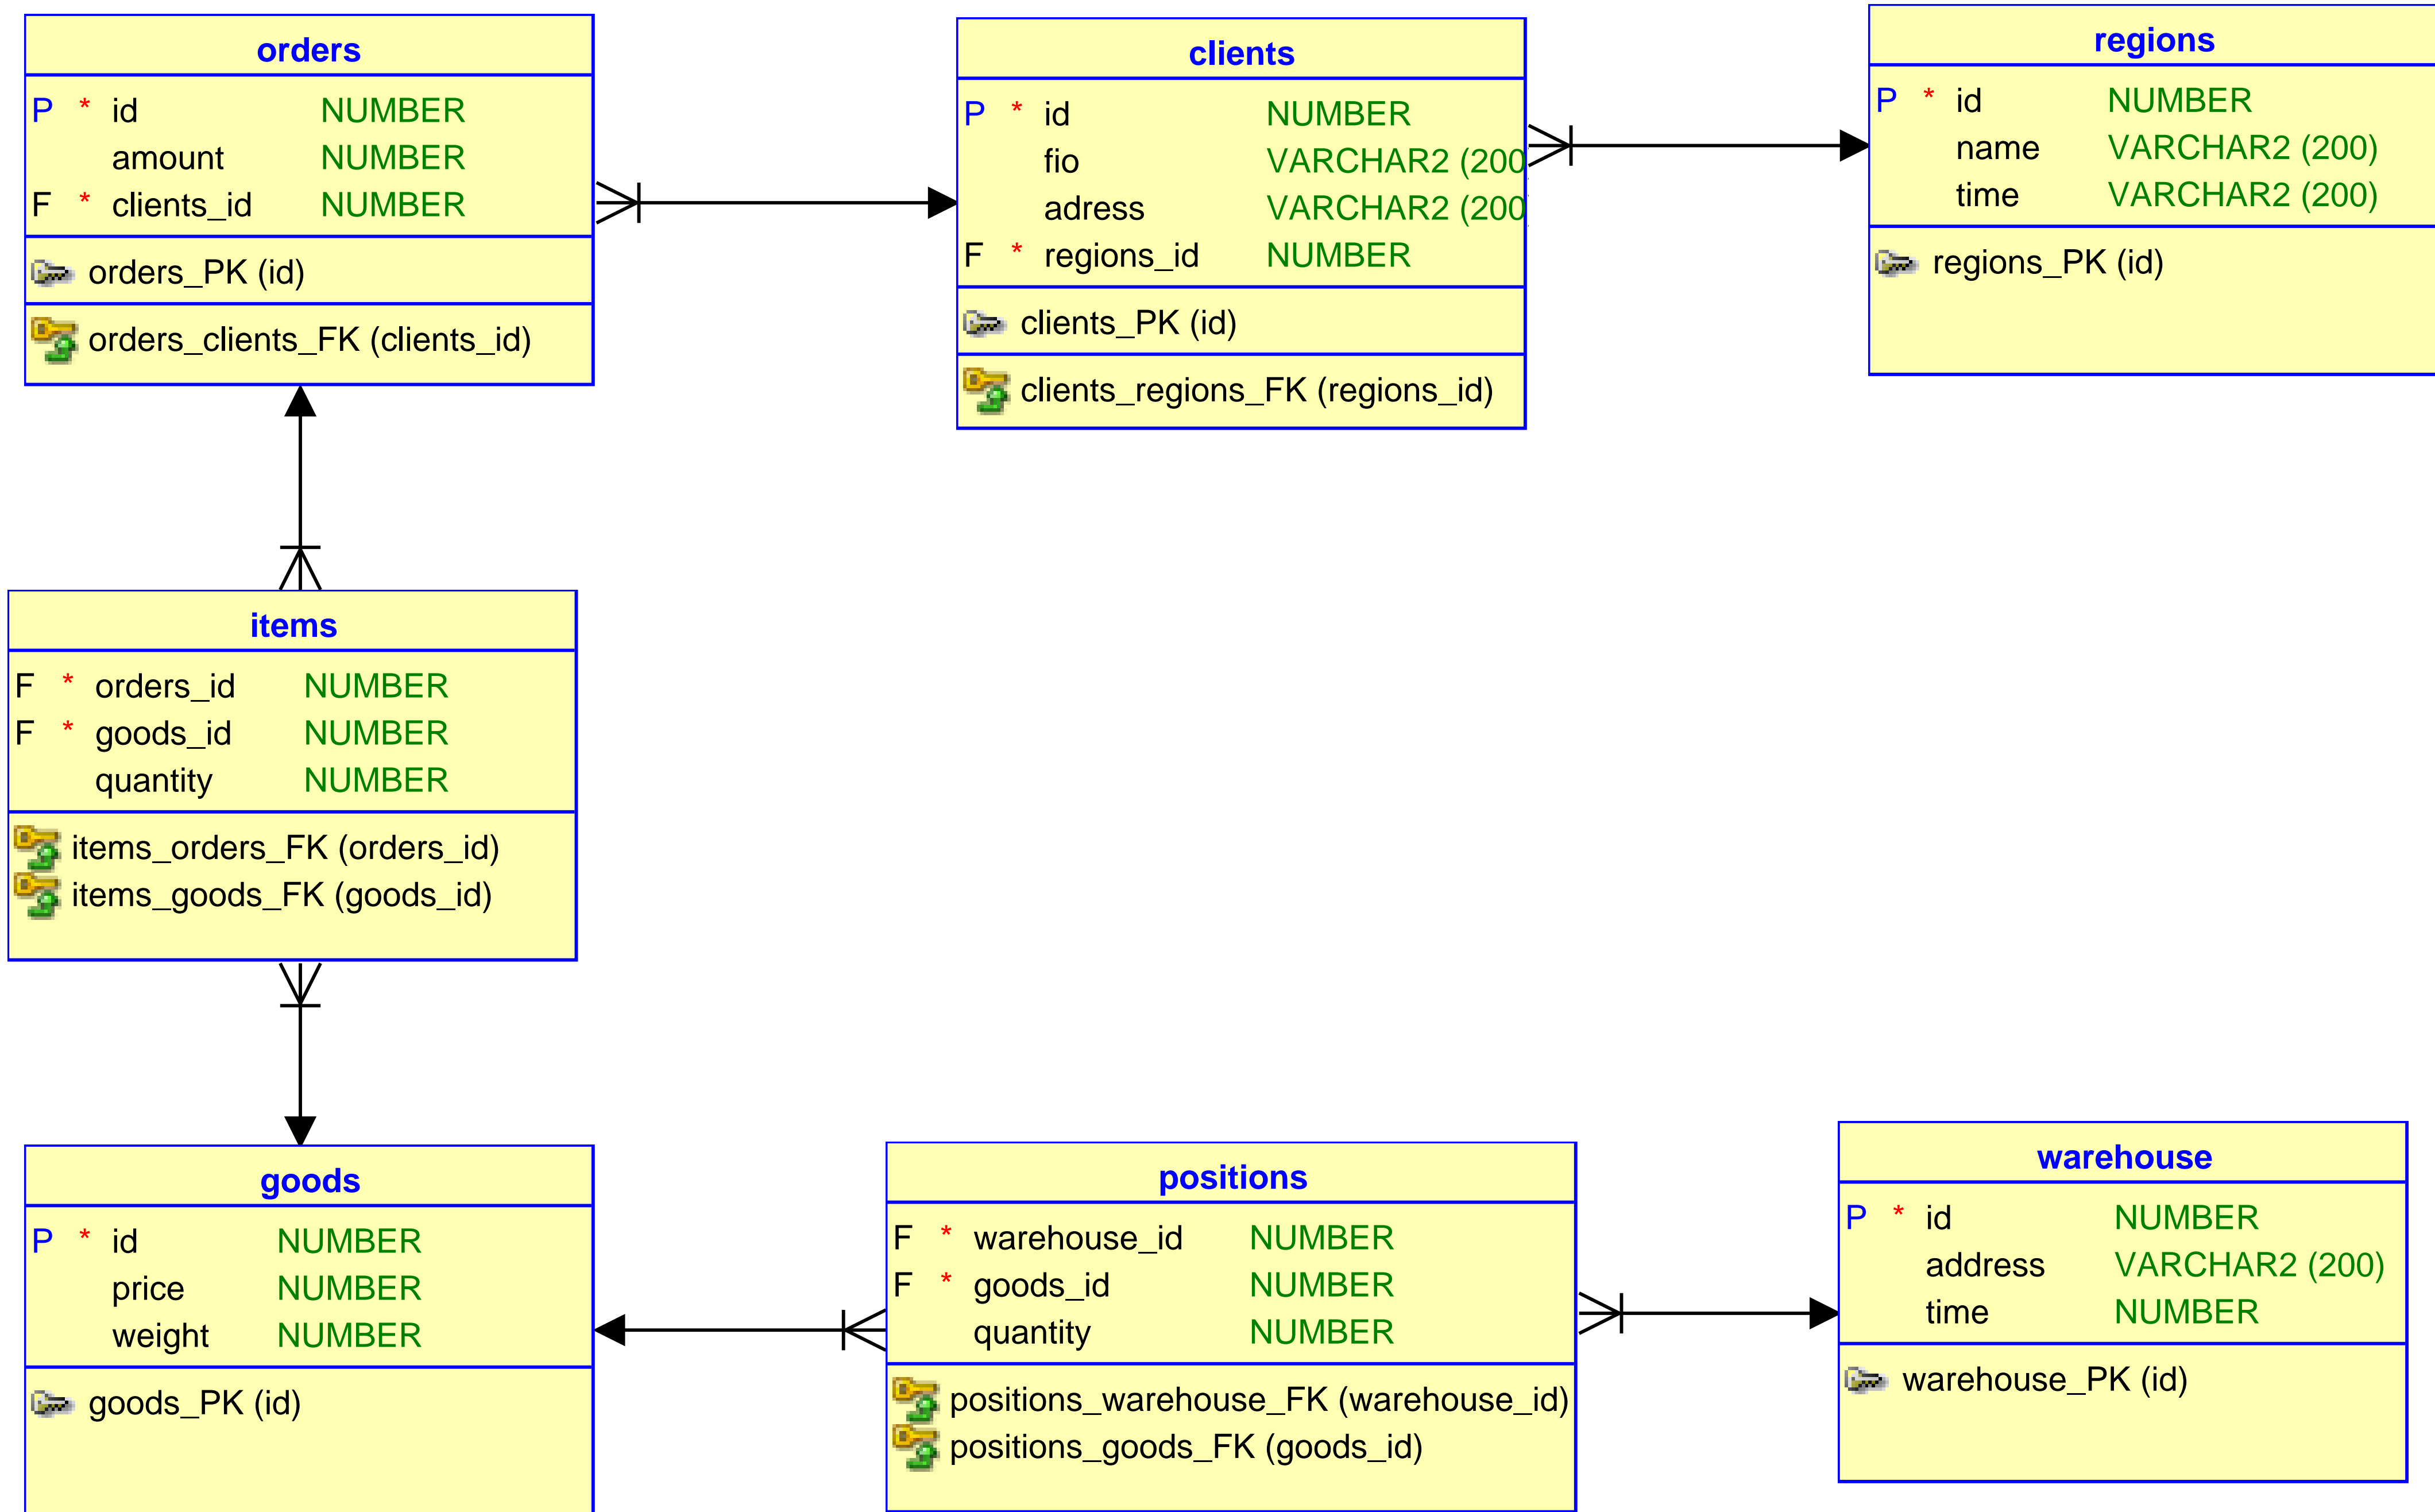 orders
P * id NUMBER
amount NUMBER
F * clients_id NUMBER
orders_PK (id)
orders_clients_FK (clients_id)
clients
P * id NUMBER
fio VARCHAR2 (200
adress VARCHAR2 (200
F * regions_id NUMBER
clients_PK (id)
clients_regions_FK (regions_id)
regions
P * id NUMBER
name VARCHAR2 (200)
time VARCHAR2 (200)
regions_PK (id)
items
F * orders_id NUMBER
F * goods_id NUMBER
quantity NUMBER
items_orders_FK (orders_id)
items_goods_FK (goods_id)
goods
P * id NUMBER
price NUMBER
weight NUMBER
goods_PK (id)
positions
F * warehouse_id NUMBER
F * goods_id NUMBER
quantity NUMBER
positions_warehouse_FK (warehouse_id)
positions_goods_FK (goods_id)
warehouse
P * id NUMBER
address VARCHAR2 (200)
time NUMBER
warehouse_PK (id)